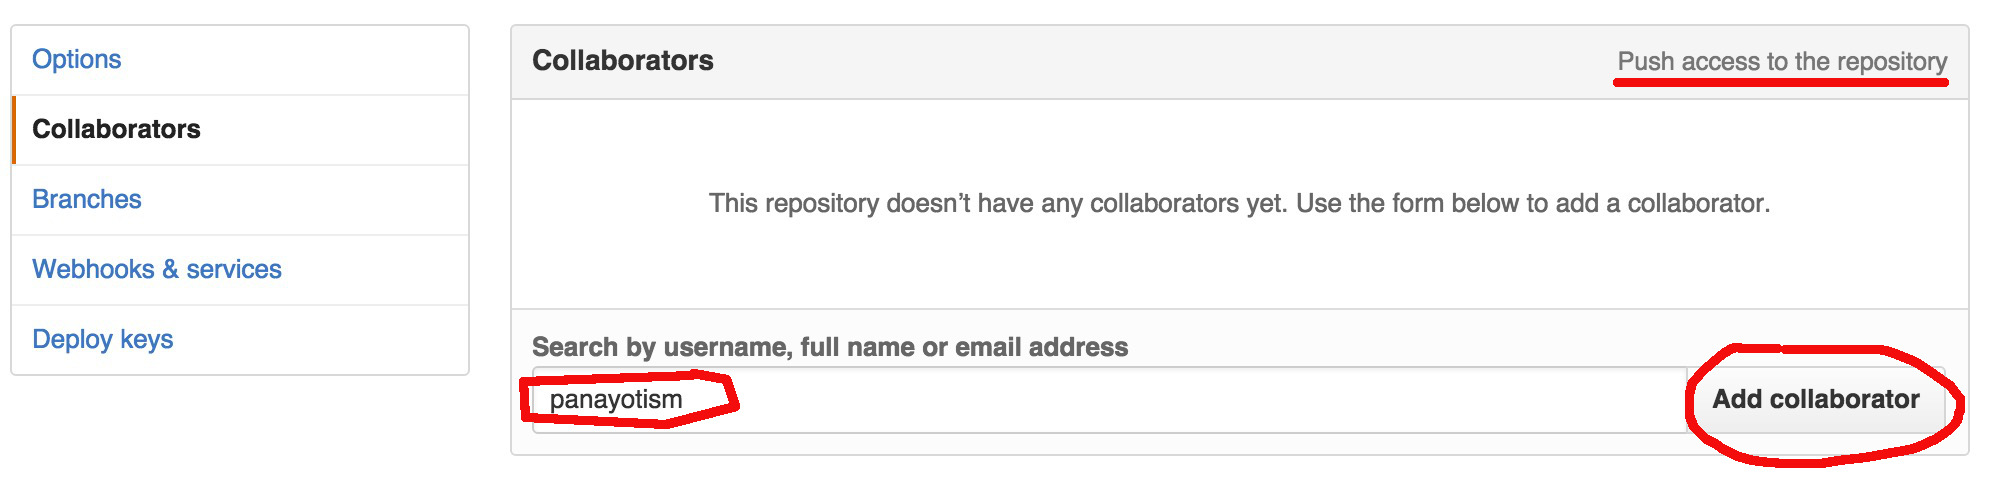 Options
Collaborators
Branches
Webhooks & services
Deploy keys
Collaborators
Push access to the repository
This repository doesn’t have any collaborators yet. Use the form below to add a collaborator.
Search by username, full name or email address
panayotism
Add collaborator